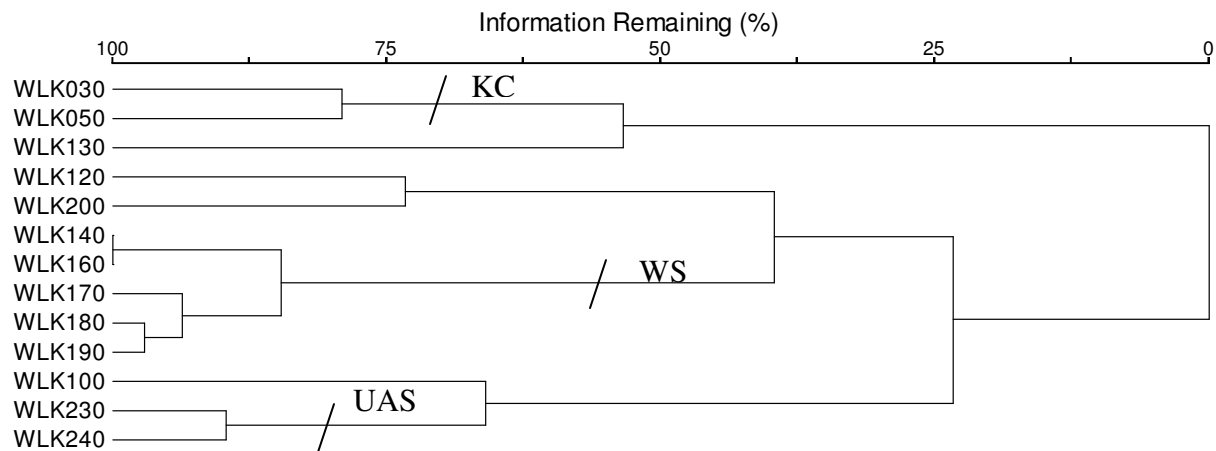 Information Remaining (%)
100 75 50 25 0
WLK030
KC
WLK050
WLK130
WLK120
WLK200
WLK140
WLK160
WS
WLK170
WLK180
WLK190
WLK100
UAS
WLK230
WLK240